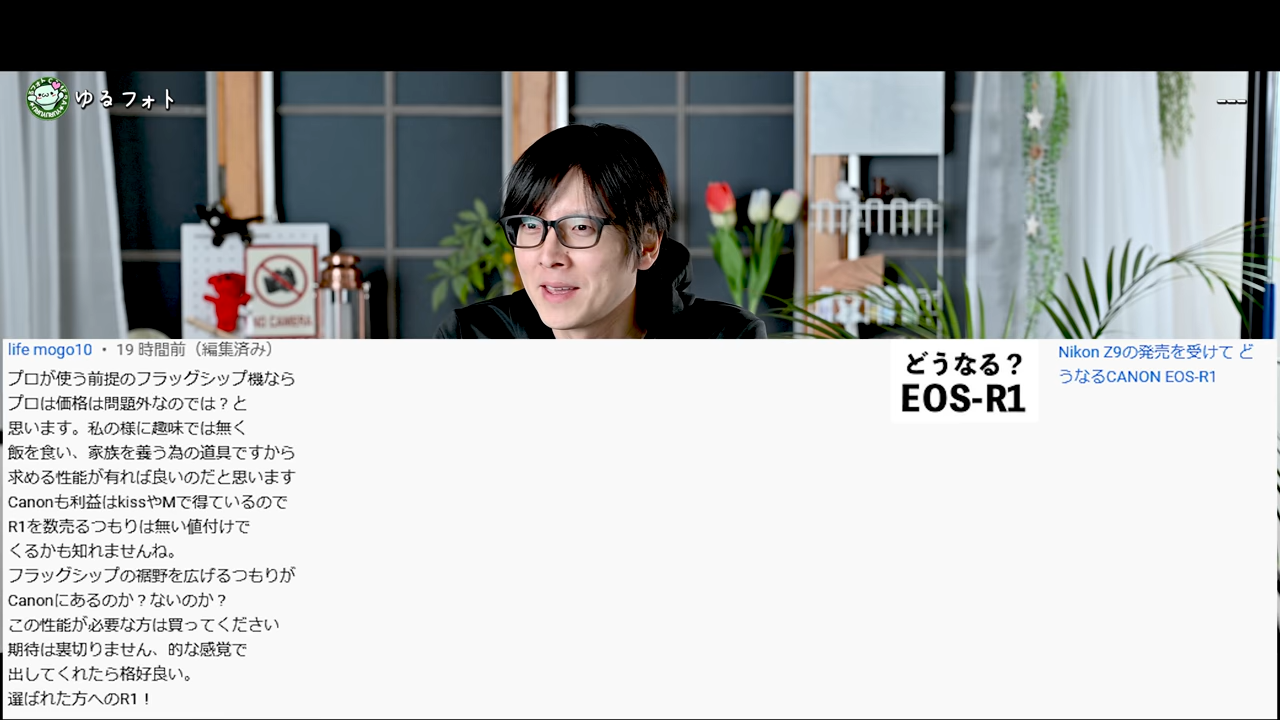 ゆるフォト
NO CAMERA
life mogo10 ・ 19 時間前（編集済み）
プロが使う前提のフラッグシップ機なら
プロは価格は問題外なのでは？と
思います。私の様に趣味では無く
飯を食い、家族を養う為の道具ですから
求める性能が有れば良いのだと思います
Canonも利益はkissやMで得ているので
R1を数売るつもりは無い値付けで
くるかも知れませんね。
フラッグシップの裾野を広げるつもりが
Canonにあるのか？ないのか？
この性能が必要な方は買ってください
期待は裏切りません、的な感覚で
出してくれたら格好良い。
選ばれた方へのR1！
どうなる？
EOS-R1
Nikon Z9の発売を受けて ど
うなるCANON EOS-R1